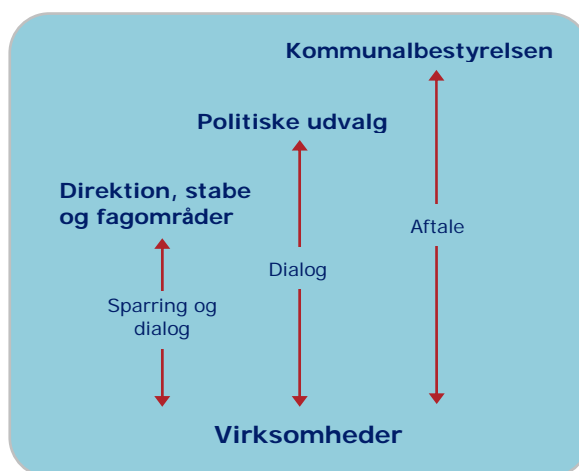 Kommunalbestyrelsen
Politiske udvalg
Direktion, stabe
og fagområder
Aftale
Dialog
Sparring og
dialog
Virksomheder